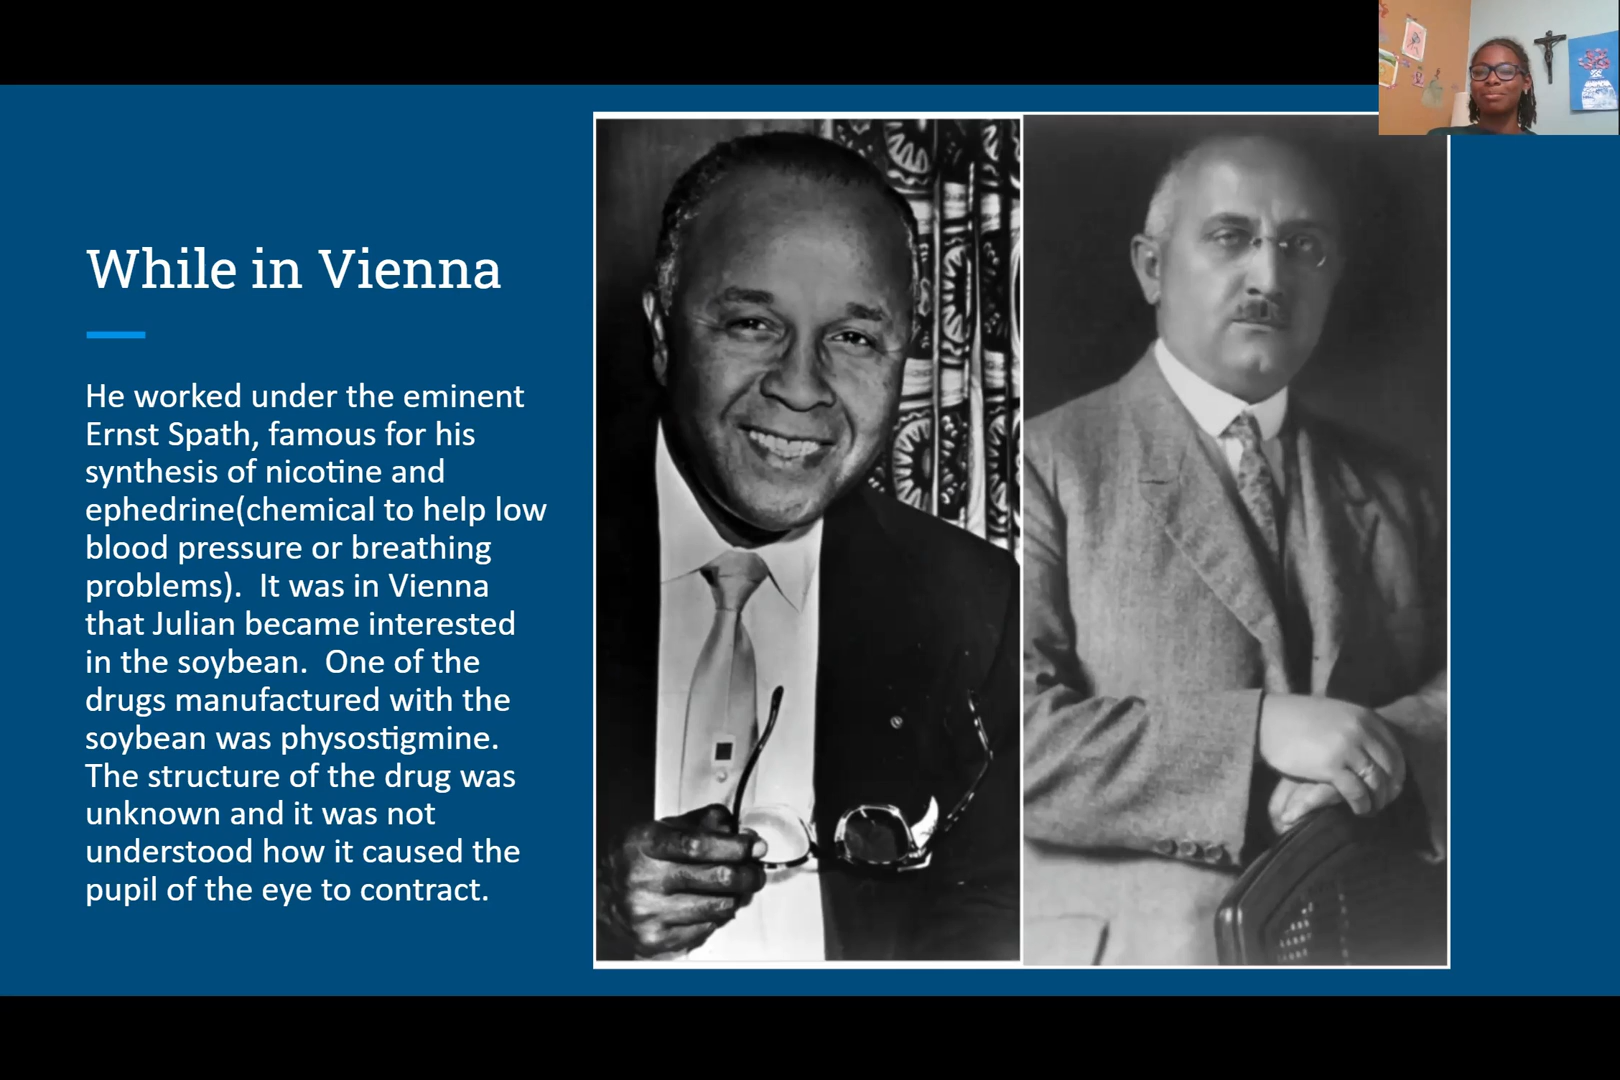 While in Vienna
He worked under the eminent
Ernst Spath, famous for his
synthesis of nicotine and
ephedrine(chemical to help low
blood pressure or breathing
problems).  It was in Vienna
that Julian became interested
in the soybean.  One of the
drugs manufactured with the
soybean was physostigmine.
The structure of the drug was
unknown and it was not
understood how it caused the
pupil of the eye to contract.